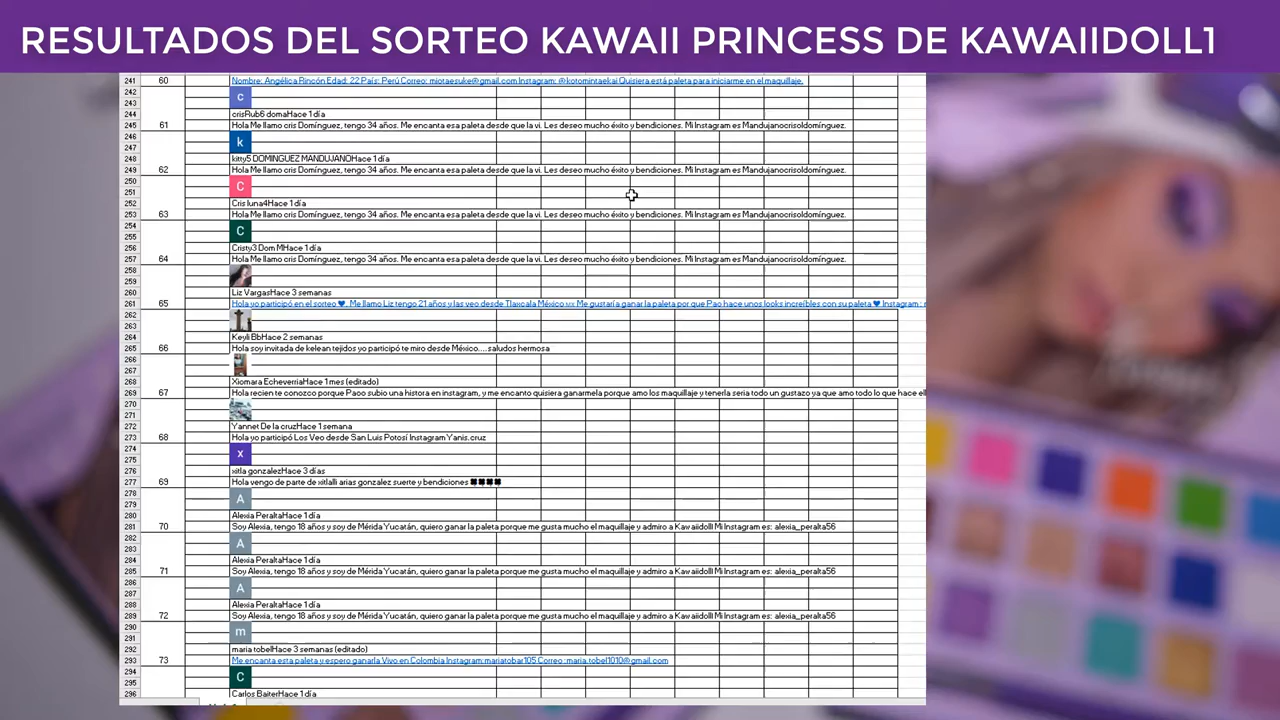 RESULTADOS DEL SORTEO KAWAII PRINCESS DE KAWAIIDOLL1
241 60 Nombre: Angélica Rincón Edad: 22 País: Perú Correo: miotaesuke@gmail.com Instagram: @kotomintaekai Quisiera está paleta para iniciarme en el maquillaje.
242
243 c
244 crisRub6 domaHace 1 día
245 61 Hola Me llamo cris Domínguez, tengo 34 años. Me encanta esa paleta desde que la vi. Les deseo mucho éxito y bendiciones. Mi Instagram es Mandujanocrisoldomínguez.
246
247 k
248 kitty5 DOMINGUEZ MANDUJANOHace 1 día
249 62 Hola Me llamo cris Domínguez, tengo 34 años. Me encanta esa paleta desde que la vi. Les deseo mucho éxito y bendiciones. Mi Instagram es Mandujanocrisoldomínguez.
250
251 C
252 Cris luna4Hace 1 día
253 63 Hola Me llamo cris Domínguez, tengo 34 años. Me encanta esa paleta desde que la vi. Les deseo mucho éxito y bendiciones. Mi Instagram es Mandujanocrisoldomínguez.
254
255 C
256 Cristy3 Dom MHace 1 día
257 64 Hola Me llamo cris Domínguez, tengo 34 años. Me encanta esa paleta desde que la vi. Les deseo mucho éxito y bendiciones. Mi Instagram es Mandujanocrisoldomínguez.
258
259
260 Liz VargasHace 3 semanas
261 65 Hola yo participó en el sorteo ♥. Me llamo Liz tengo 21 años y las veo desde Tlaxcala México Me gustaría a ganar la paleta por que Pao hace unos looks increíbles con su paleta ♥ Instagram :
262
263
264 Keyli BbHace 2 semanas
265 66 Hola soy invitada de kelean tejidos yo participó te miro desde México....saludos hermosa
266
267
268 Xiomara EcheverriaHace 1 mes (editado)
269 67 Hola recien te conozco porque Paoo subio una histora en instagram, y me encanto quisiera ganarmela porque amo los maquillaje y tenerla seria todo un gustazo ya que amo todo lo que hace
270
271
272 Yannet De la cruzHace 1 semana
273 68 Hola yo participó Los Veo desde San Luis Potosí Instagram Yanis.cruz
274
275 x
276 xitla gonzalezHace 3 días
277 69 Hola vengo de parte de xitlalli arias gonzalez suerte y bendiciones 🍀🍀🍀🍀
278
279 A
280 Alexia PeraltaHace 1 día
281 70 Soy Alexia, tengo 18 años y soy de Mérida Yucatán, quiero ganar la paleta porque me gusta mucho el maquillaje y admiro a Kawaiidolll Mi Instagram es: alexia_peralta56
282
283 A
284 Alexia PeraltaHace 1 día
285 71 Soy Alexia, tengo 18 años y soy de Mérida Yucatán, quiero ganar la paleta porque me gusta mucho el maquillaje y admiro a Kawaiidolll Mi Instagram es: alexia_peralta56
286
287 A
288 Alexia PeraltaHace 1 día
289 72 Soy Alexia, tengo 18 años y soy de Mérida Yucatán, quiero ganar la paleta porque me gusta mucho el maquillaje y admiro a Kawaiidolll Mi Instagram es: alexia_peralta56
290
291 m
292 maria tobelHace 3 semanas (editado)
293 73 Me encanta esta paleta y espero ganarla Vivo en Colombia Instagram:mariatobar105 Correo :maria.tobel1010@gmail.com
294
295 C
296 Carlos BaiterHace 1 día